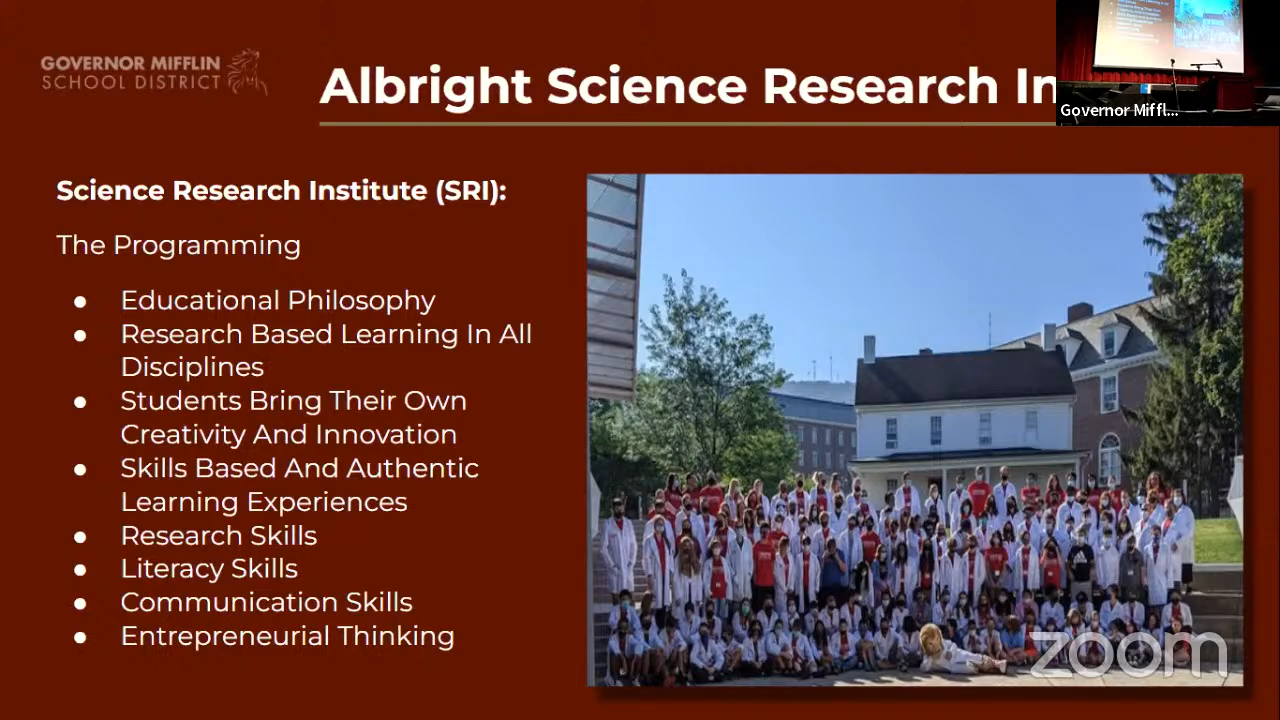 GOVERNOR MIFFLIN
SCHOOL DISTRICT
Albright Science Research In
Governor Miffl...
Science Research Institute (SRI):
The Programming
● Educational Philosophy
● Research Based Learning In All
Disciplines
● Students Bring Their Own
Creativity And Innovation
● Skills Based And Authentic
Learning Experiences
● Research Skills
● Literacy Skills
● Communication Skills
● Entrepreneurial Thinking
zoom